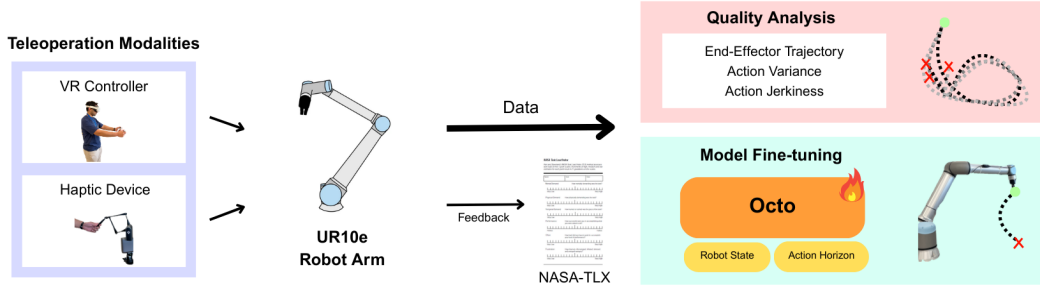 Teleoperation Modalities
VR Controller
Haptic Device
UR10e
Robot Arm
Data
Feedback
NASA-TLX
Quality Analysis
End-Effector Trajectory
Action Variance
Action Jerkiness
Model Fine-tuning
Octo
Robot State
Action Horizon